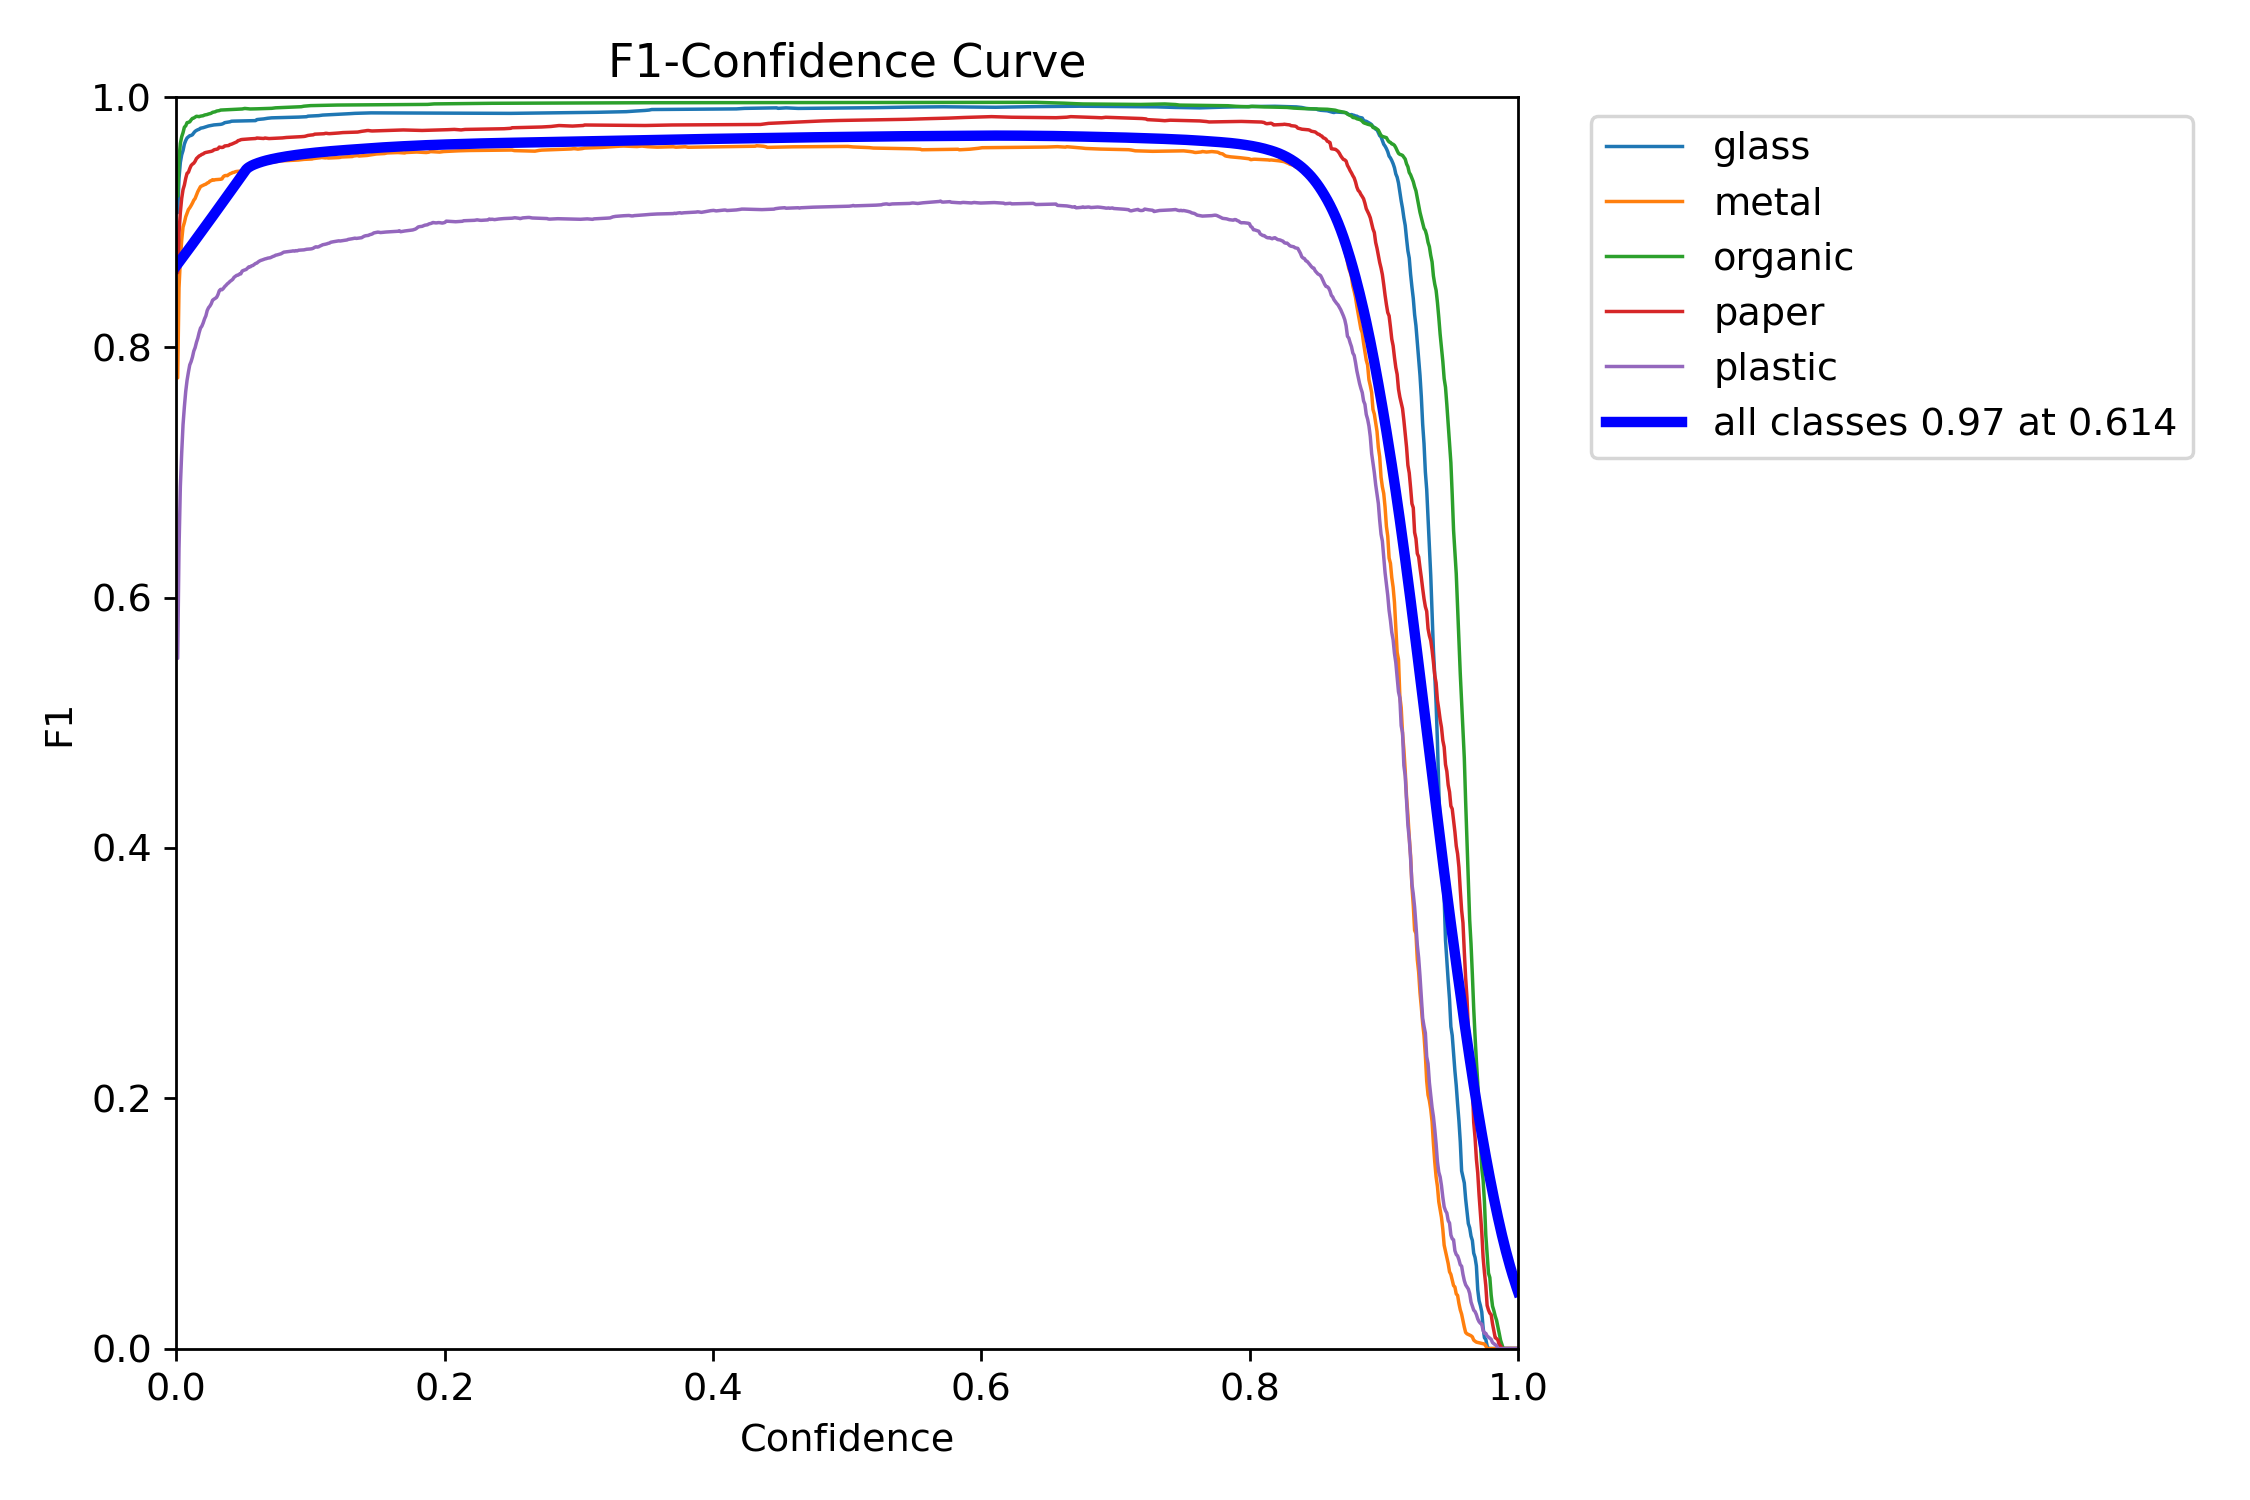 F1-Confidence Curve
1.0
0.8
0.6
0.4
0.2
0.0
F1
0.0 0.2 0.4 0.6 0.8 1.0
Confidence
glass
metal
organic
paper
plastic
all classes 0.97 at 0.614